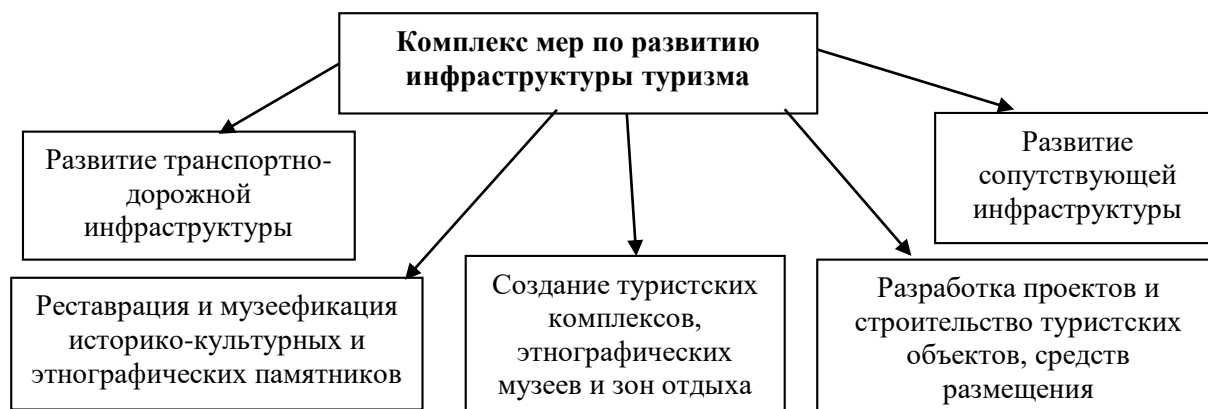 Комплекс мер по развитию
инфраструктуры туризма
Развитие транспортно-
дорожной
инфраструктуры
Развитие
сопутствующей
инфраструктуры
Реставрация и музеефикация
историко-культурных и
этнографических памятников
Создание туристских
комплексов,
этнографических
музеев и зон отдыха
Разработка проектов и
строительство туристских
объектов, средств
размещения